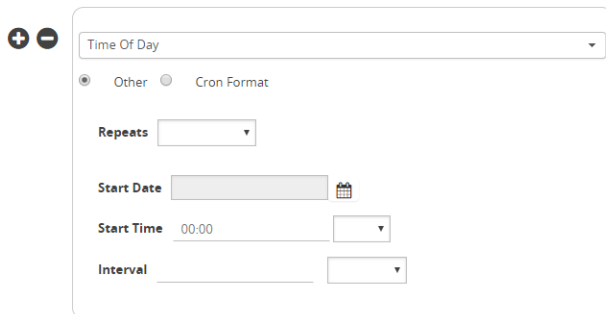 Time Of Day
Other Cron Format
Repeats
Start Date
Start Time 00:00
Interval